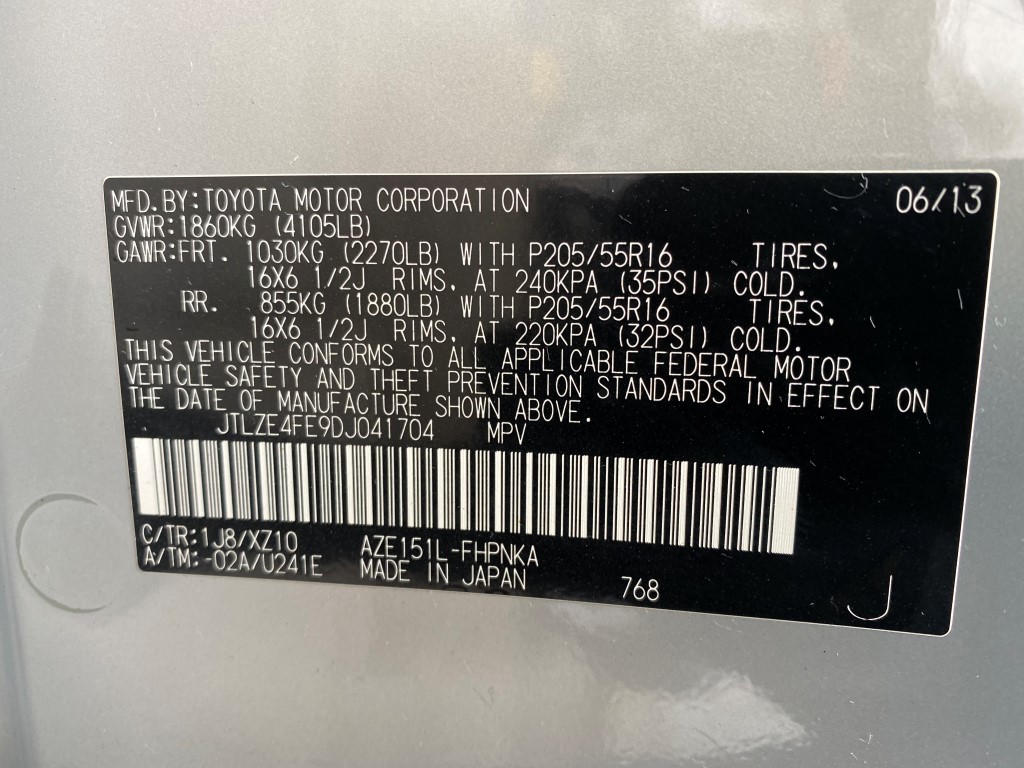 MFD.BY:TOYOTA MOTOR CORPORATION 06/13
GVWR:1860KG (4105LB)
GAWR:FRT. 1030KG (2270LB) WITH P205/55R16 TIRES,
16X6 1/2J RIMS, AT 240KPA (35PSI) COLD.
RR. 855KG (1880LB) WITH P205/55R16 TIRES,
16X6 1/2J RIMS, AT 220KPA (32PSI) COLD.
THIS VEHICLE CONFORMS TO ALL APPLICABLE FEDERAL MOTOR
VEHICLE SAFETY AND THEFT PREVENTION STANDARDS IN EFFECT ON
THE DATE OF MANUFACTURE SHOWN ABOVE.
JTLZE4FE9DJ041704 MPV
C/TR:1J8/XZ10 AZE151L-FHPNKA
A/TM:-02A/U241E MADE IN JAPAN 768 J